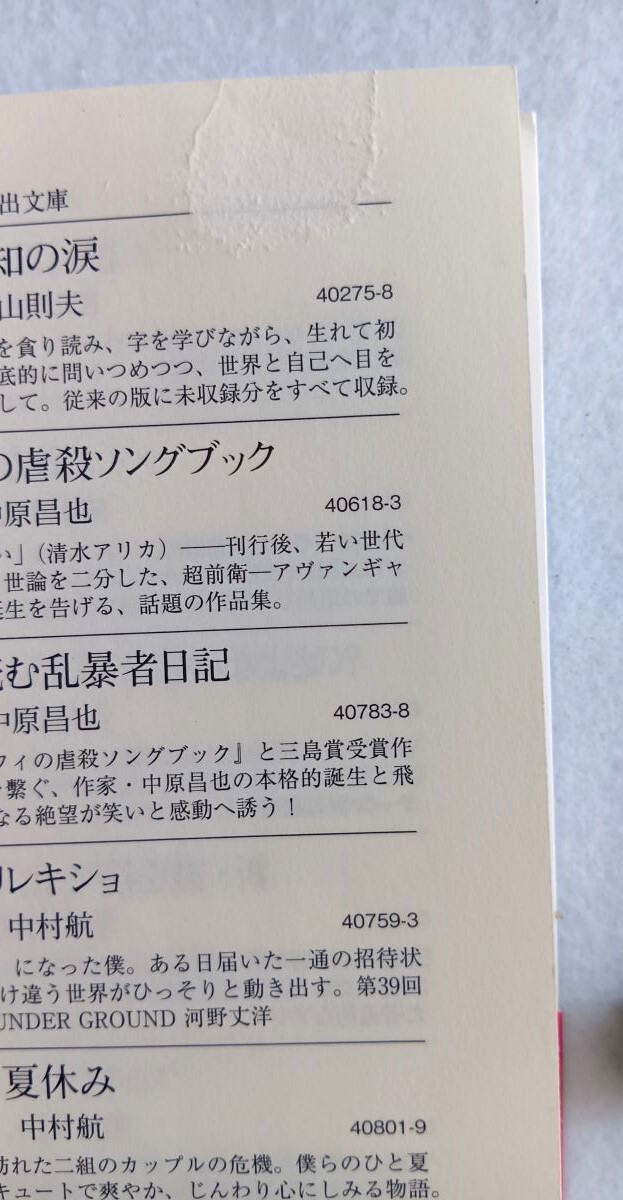 出文庫
知の涙
山則夫 40275-8
を貪り読み、字を学びながら、生れて初
底的に問いつめつつ、世界と自己へ目を
して。従来の版に未収録分をすべて収録。
の虐殺ソングブック
中原昌也 40618-3
い」（清水アリカ）――刊行後、若い世代
世論を二分した、超前衛―アヴァンギャ
誕生を告げる、話題の作品集。
む乱暴者日記
中原昌也 40783-8
フィの虐殺ソングブック』と三島賞受賞作
を繋ぐ、作家・中原昌也の本格的誕生と飛
なる絶望が笑いと感動へ誘う！
リレキショ
中村航 40759-3
になった僕。ある日届いた一通の招待状
け違う世界がひっそりと動き出す。第39回
UNDER GROUND 河野丈洋
夏休み
中村航 40801-9
訪れた二組のカップルの危機。僕らのひと夏
キュートで爽やか、じんわり心にしみる物語。